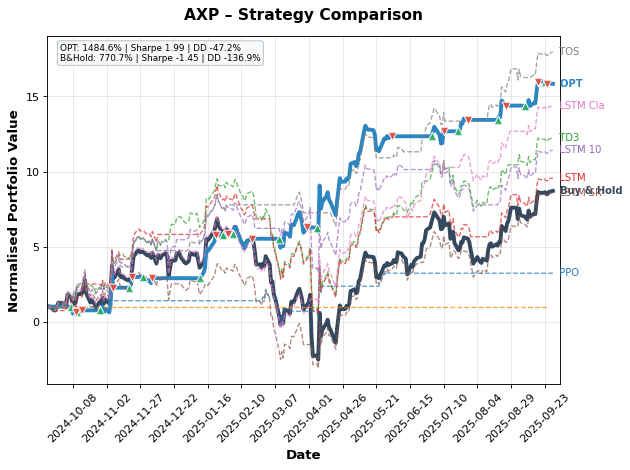 AXP – Strategy Comparison
OPT: 1484.6% | Sharpe 1.99 | DD -47.2%
B&Hold: 770.7% | Sharpe -1.45 | DD -136.9%
TOS
OPT
LSTM Cla
TD3
LSTM 10
LSTM
Buy & Hold
PPO
Normalised Portfolio Value
15
10
5
0
2024-10-08
2024-11-02
2024-11-27
2024-12-22
2025-01-16
2025-02-10
2025-03-07
2025-04-01
2025-04-26
2025-05-21
2025-06-15
2025-07-10
2025-08-04
2025-08-29
2025-09-23
Date